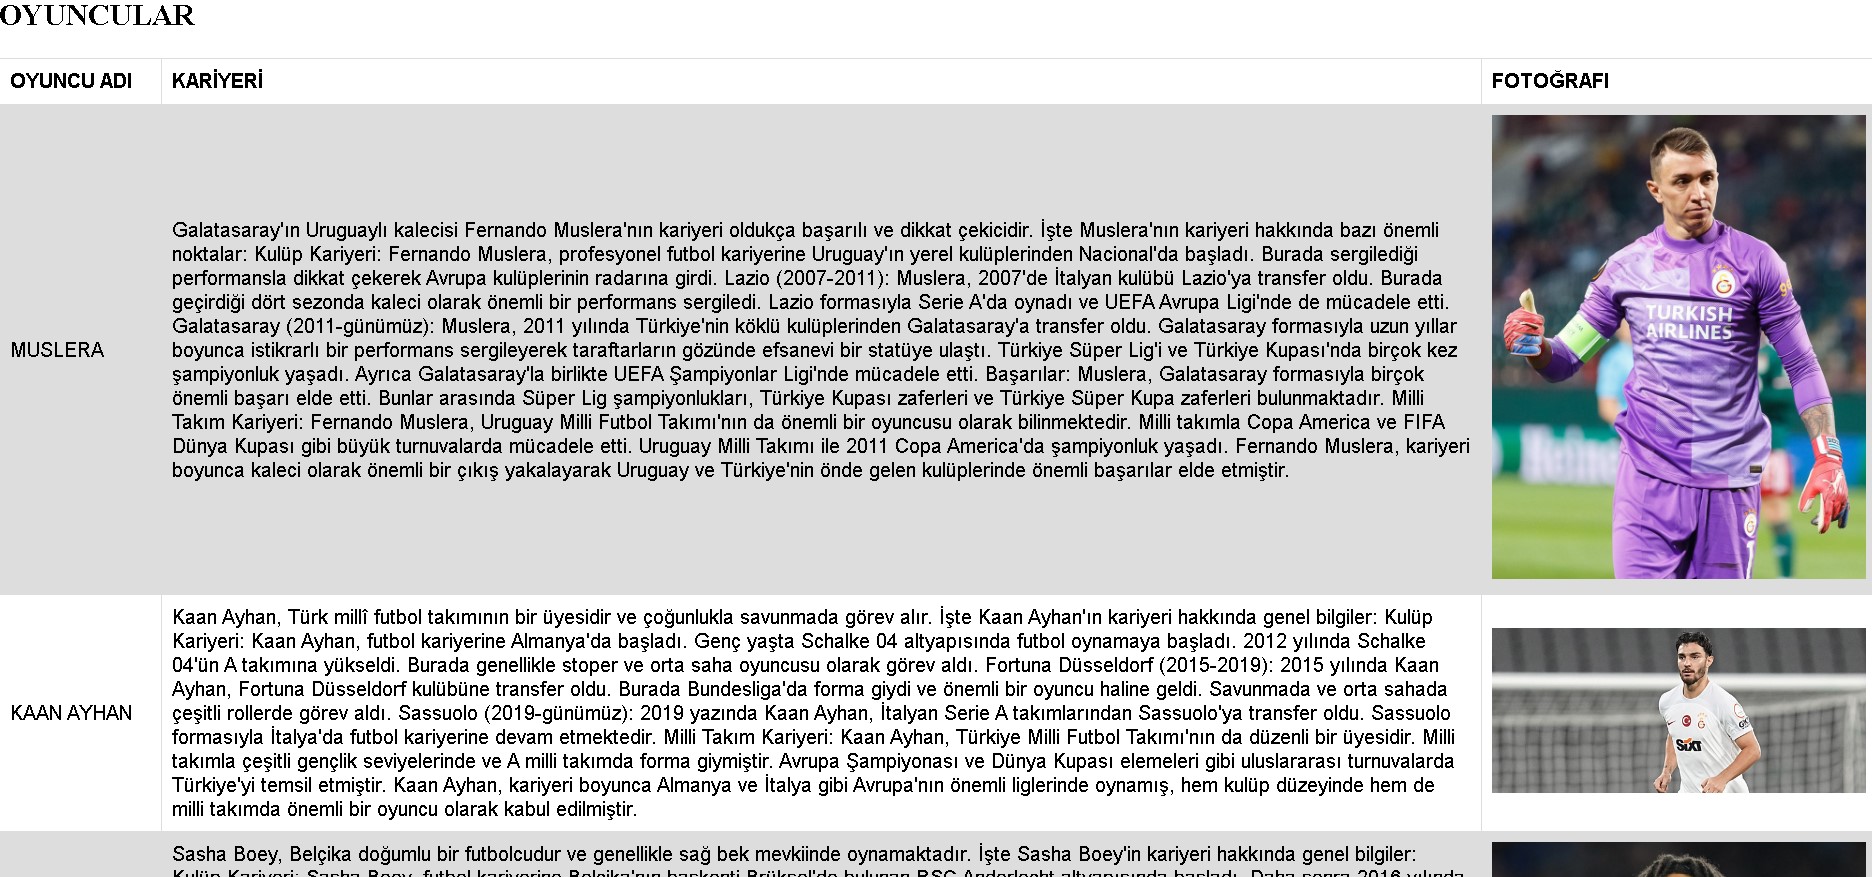 OYUNCULAR
OYUNCU ADI
KARİYERİ
FOTOĞRAFI
MUSLERA
Galatasaray'ın Uruguaylı kalecisi Fernando Muslera'nın kariyeri oldukça başarılı ve dikkat çekicidir. İşte Muslera'nın kariyeri hakkında bazı önemli
noktalar: Kulüp Kariyeri: Fernando Muslera, profesyonel futbol kariyerine Uruguay'ın yerel kulüplerinden Nacional'da başladı. Burada sergilediği
performansla dikkat çekerek Avrupa kulüplerinin radarına girdi. Lazio (2007-2011): Muslera, 2007'de İtalyan kulübü Lazio'ya transfer oldu. Burada
geçirdiği dört sezonda kaleci olarak önemli bir performans sergiledi. Lazio formasıyla Serie A'da oynadı ve UEFA Avrupa Ligi'nde de mücadele etti.
Galatasaray (2011-günümüz): Muslera, 2011 yılında Türkiye'nin köklü kulüplerinden Galatasaray'a transfer oldu. Galatasaray formasıyla uzun yıllar
boyunca istikrarlı bir performans sergileyerek taraftarların gözünde efsanevi bir statüye ulaştı. Türkiye Süper Lig'i ve Türkiye Kupası'nda birçok kez
şampiyonluk yaşadı. Ayrıca Galatasaray'la birlikte UEFA Şampiyonlar Ligi'nde mücadele etti. Başarılar: Muslera, Galatasaray formasıyla birçok
önemli başarı elde etti. Bunlar arasında Süper Lig şampiyonlukları, Türkiye Kupası zaferleri ve Türkiye Süper Kupa zaferleri bulunmaktadır. Milli
Takım Kariyeri: Fernando Muslera, Uruguay Milli Futbol Takımı'nın da önemli bir oyuncusu olarak bilinmektedir. Milli takımla Copa America ve FIFA
Dünya Kupası gibi büyük turnuvalarda mücadele etti. Uruguay Milli Takımı ile 2011 Copa America'da şampiyonluk yaşadı. Fernando Muslera, kariyeri
boyunca kaleci olarak önemli bir çıkış yakalayarak Uruguay ve Türkiye'nin önde gelen kulüplerinde önemli başarılar elde etmiştir.
TURKISH
AIRLINES
KAAN AYHAN
Kaan Ayhan, Türk millî futbol takımının bir üyesidir ve çoğunlukla savunmada görev alır. İşte Kaan Ayhan'ın kariyeri hakkında genel bilgiler: Kulüp
Kariyeri: Kaan Ayhan, futbol kariyerine Almanya'da başladı. Genç yaşta Schalke 04 altyapısında futbol oynamaya başladı. 2012 yılında Schalke
04'ün A takımına yükseldi. Burada genellikle stoper ve orta saha oyuncusu olarak görev aldı. Fortuna Düsseldorf (2015-2019): 2015 yılında Kaan
Ayhan, Fortuna Düsseldorf kulübüne transfer oldu. Burada Bundesliga'da forma giydi ve önemli bir oyuncu haline geldi. Savunmada ve orta sahada
çeşitli rollerde görev aldı. Sassuolo (2019-günümüz): 2019 yazında Kaan Ayhan, İtalyan Serie A takımlarından Sassuolo'ya transfer oldu. Sassuolo
formasıyla İtalya'da futbol kariyerine devam etmektedir. Milli Takım Kariyeri: Kaan Ayhan, Türkiye Milli Futbol Takımı'nın da düzenli bir üyesidir. Milli
takımla çeşitli gençlik seviyelerinde ve A milli takımda forma giymiştir. Avrupa Şampiyonası ve Dünya Kupası elemeleri gibi uluslararası turnuvalarda
Türkiye'yi temsil etmiştir. Kaan Ayhan, kariyeri boyunca Almanya ve İtalya gibi Avrupa'nın önemli liglerinde oynamış, hem kulüp düzeyinde hem de
milli takımda önemli bir oyuncu olarak kabul edilmiştir.
SIXT
Sasha Boey, Belçika doğumlu bir futbolcudur ve genellikle sağ bek mevkiinde oynamaktadır. İşte Sasha Boey'in kariyeri hakkında genel bilgiler:
Kulüp Kariyeri: Sasha Boey, futbol kariyerine Belçika'nın başkenti Brüksel'de bulunan RSC Anderlecht altyapısında başladı. Daha sonra 2016 yılında